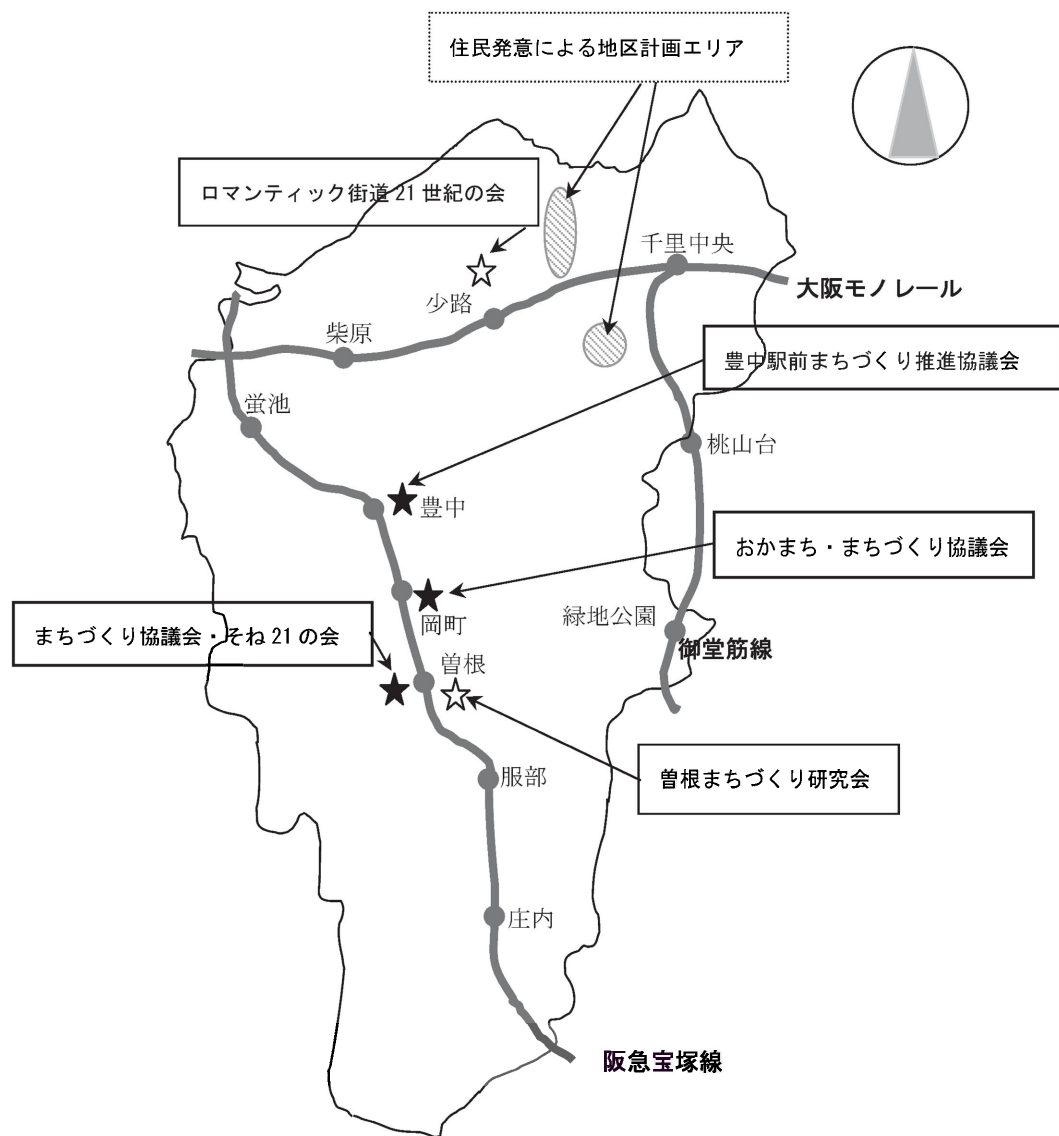 住民発意による地区計画エリア
ロマンティック街道21世紀の会
千里中央
大阪モノレール
少路
柴原
豊中駅前まちづくり推進協議会
蛍池
桃山台
豊中
おかまち・まちづくり協議会
岡町
緑地公園
まちづくり協議会・そね21の会
御堂筋線
曽根
曽根まちづくり研究会
服部
庄内
阪急宝塚線